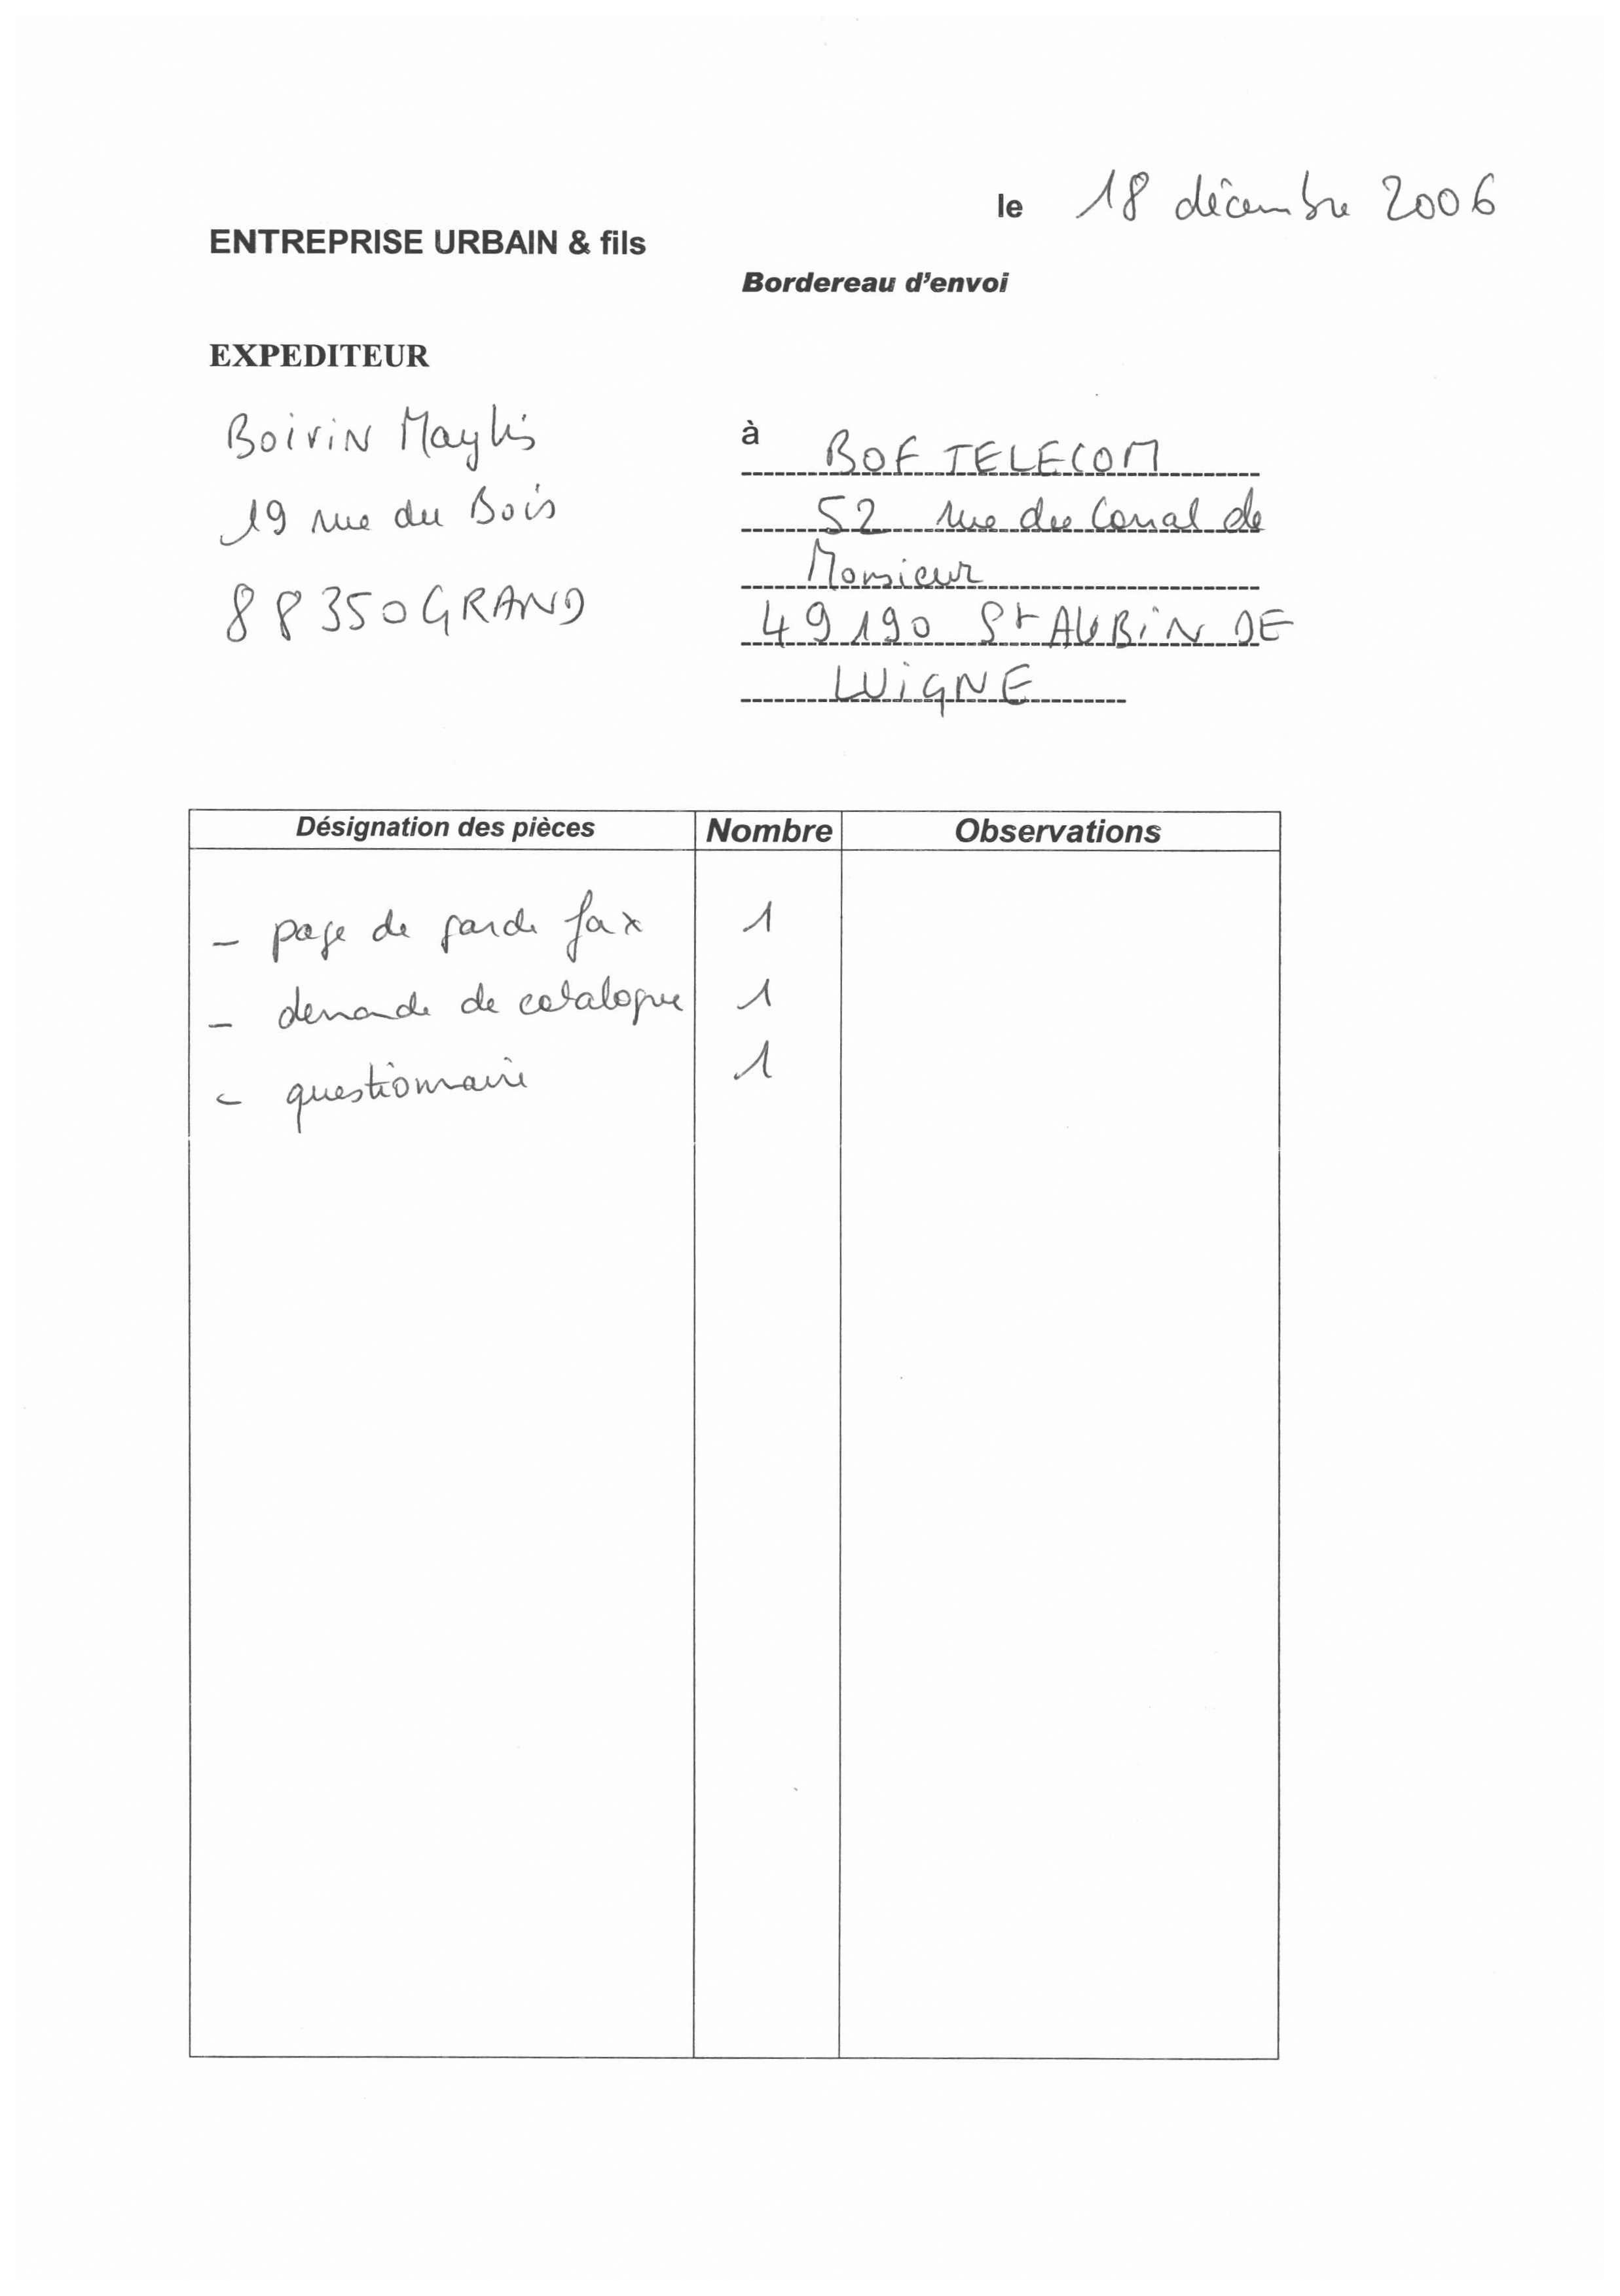 le 18 décembre 2006
ENTREPRISE URBAIN & fils
Bordereau d'envoi
EXPEDITEUR
Boivin Maylis
19 rue du Bois
88350 GRAND
à BOF TELECOM
52 rue du Canal de
Monsieur
49190 St AUBIN DE
LUIGNE
Désignation des pièces Nombre Observations
- page de garde fax 1
- demande de catalogue 1
- questionnaire 1